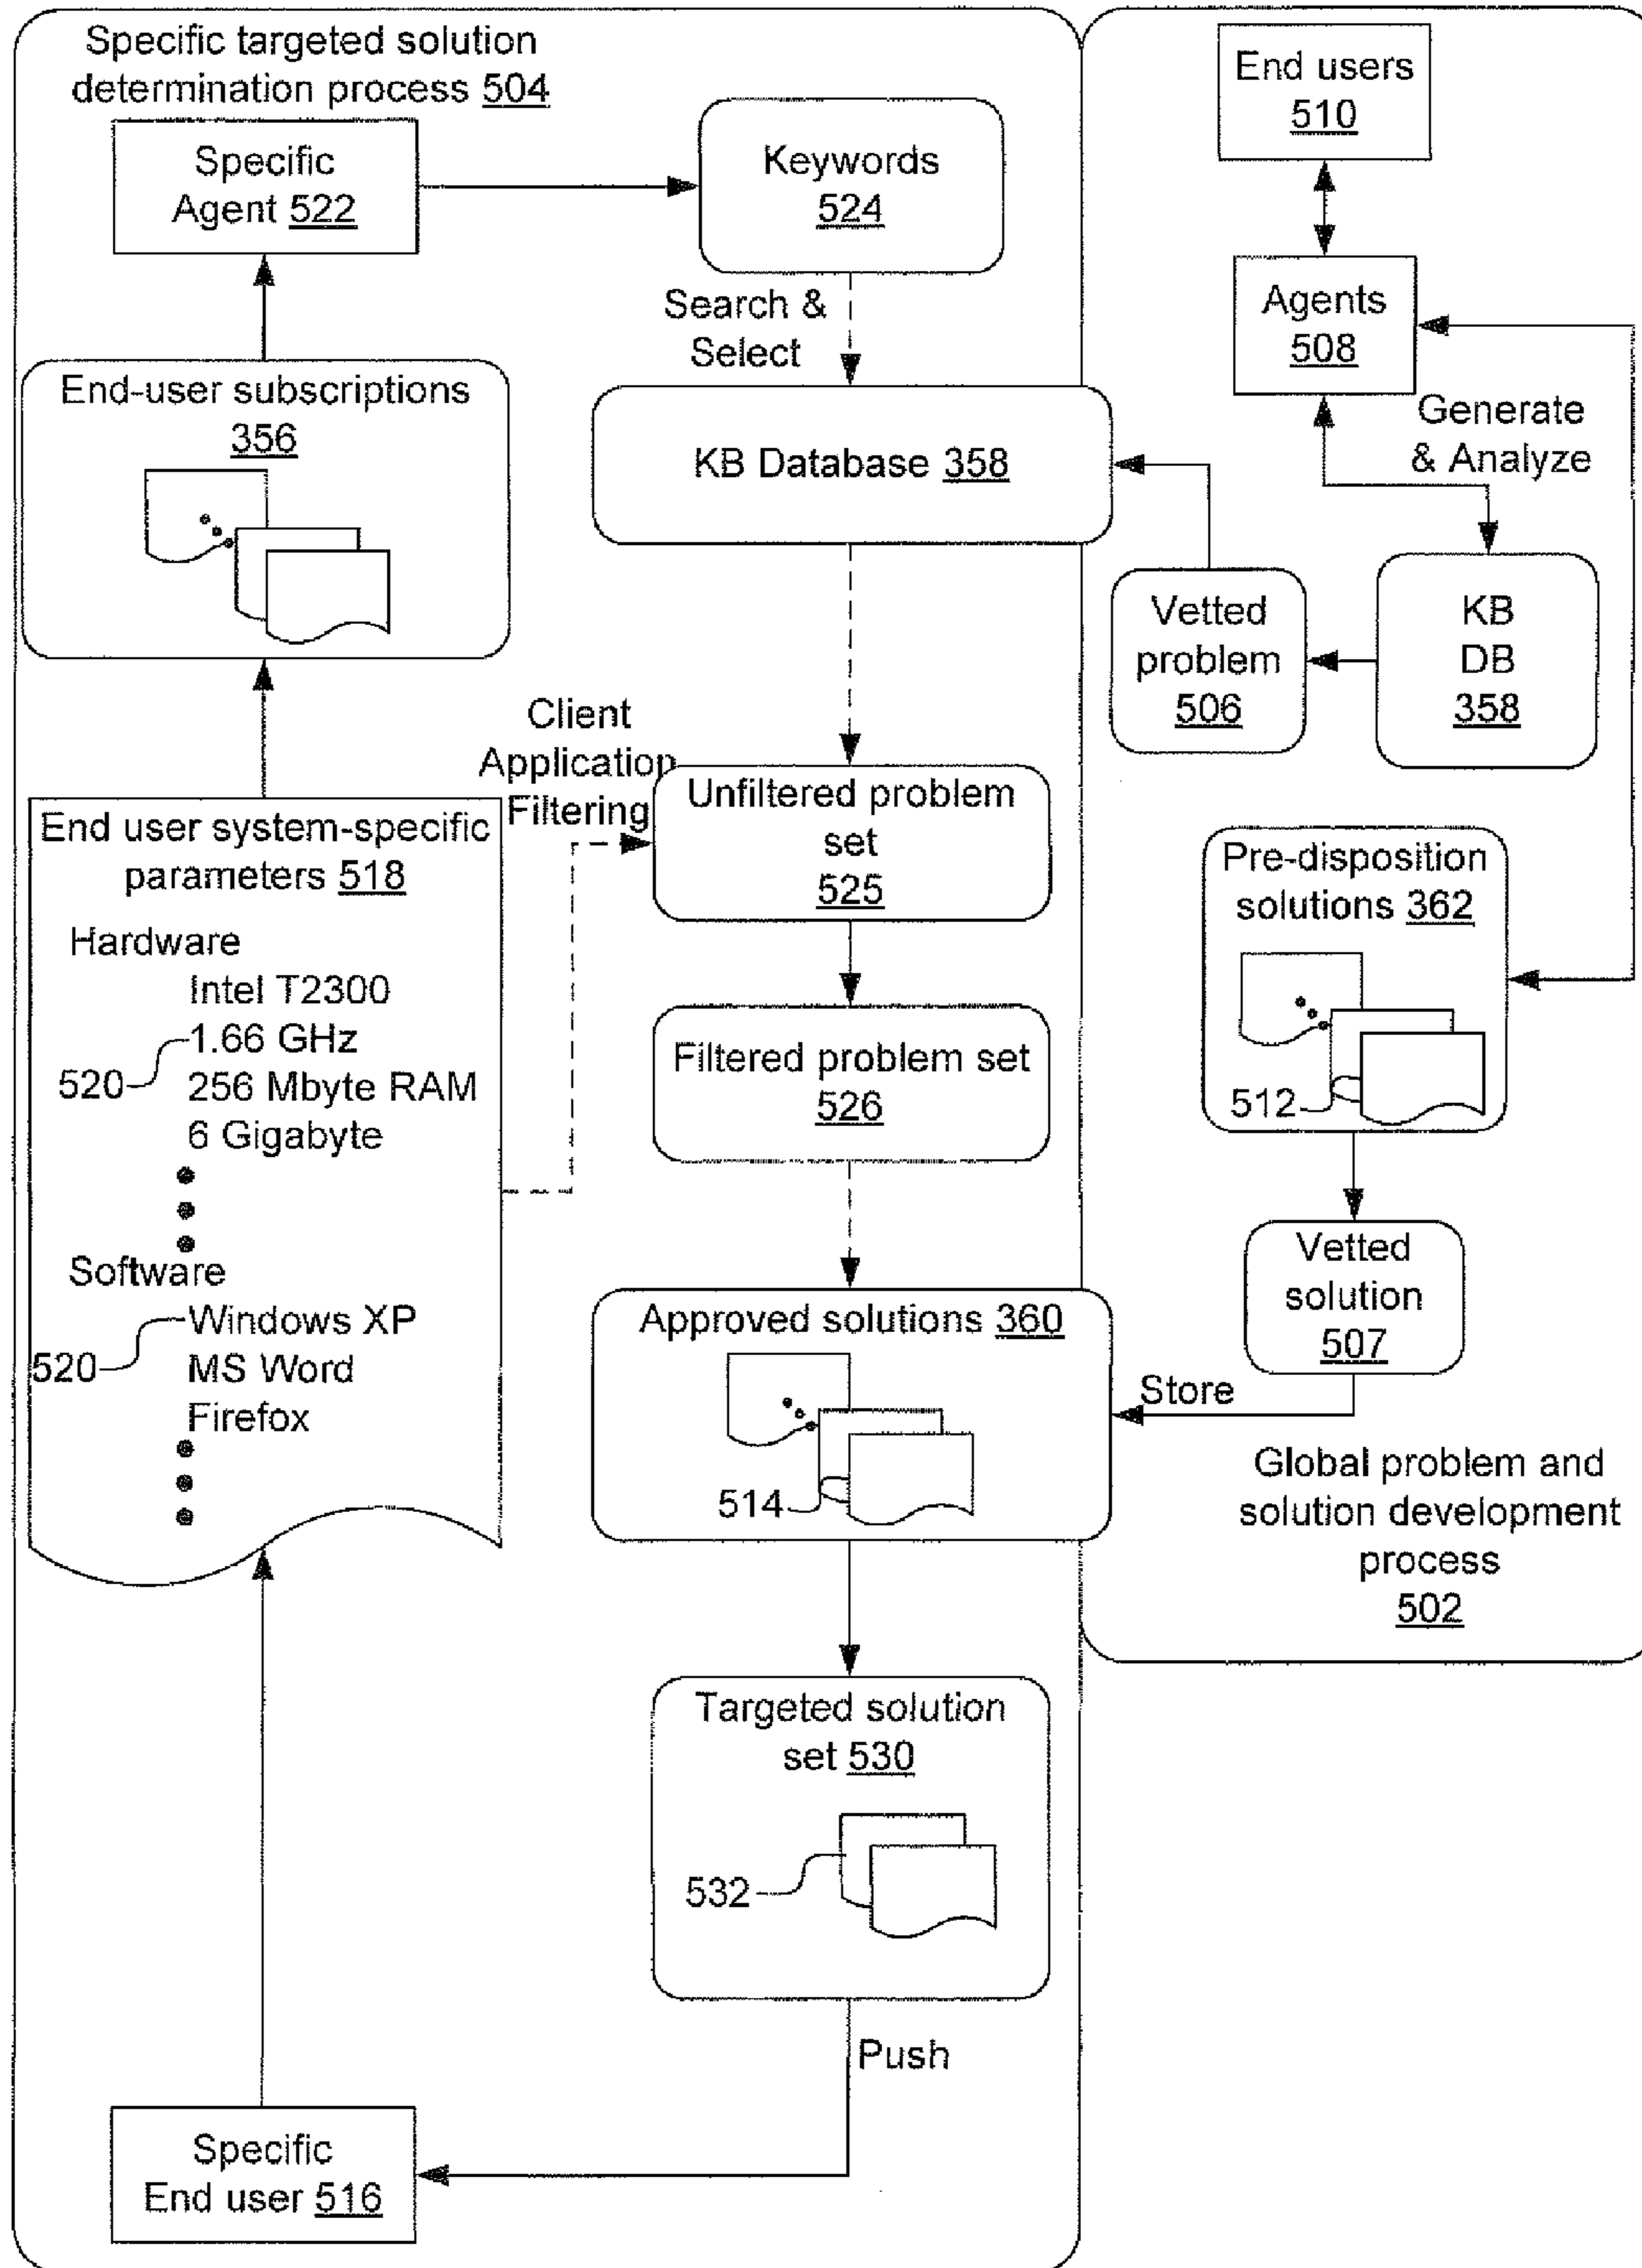 Specific targeted solution
determination process 504
Specific
Agent 522
Keywords
524
Search &
Select
End-user subscriptions
356
KB Database 358
Client
Application
Filtering
End user system-specific
parameters 518
Hardware
Intel T2300
1.66 GHz
520
256 Mbyte RAM
6 Gigabyte
Software
Windows XP
520
MS Word
Firefox
Unfiltered problem
set
525
Filtered problem set
526
Approved solutions 360
514
Targeted solution
set 530
532
Push
Specific
End user 516
End users
510
Agents
508
Generate
& Analyze
Vetted
problem
506
KB
DB
358
Pre-disposition
solutions 362
512
Vetted
solution
507
Store
Global problem and
solution development
process
502